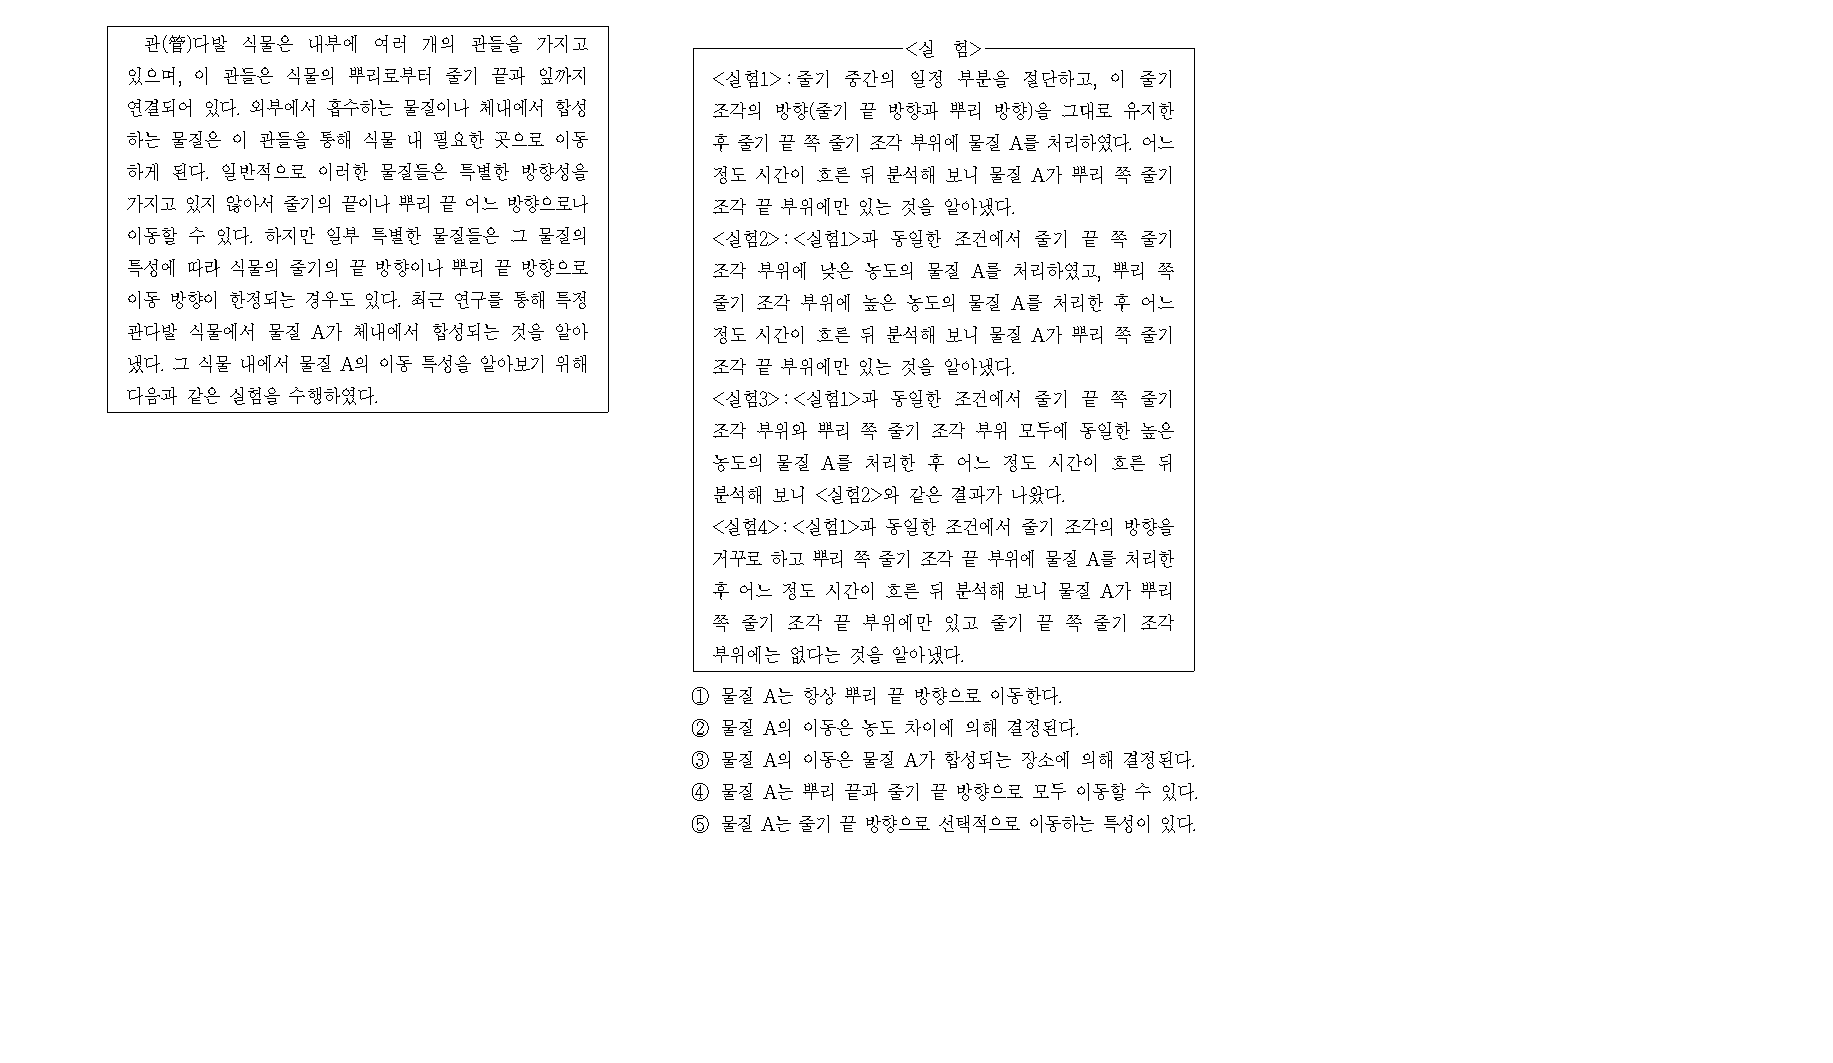 관(管)다발 식물은 내부에 여러 개의 관들을 가지고
있으며, 이 관들은 식물의 뿌리로부터 줄기 끝과 잎까지
연결되어 있다. 외부에서 흡수하는 물질이나 체내에서 합성
하는 물질은 이 관들을 통해 식물 내 필요한 곳으로 이동
하게 된다. 일반적으로 이러한 물질들은 특별한 방향성을
가지고 있지 않아서 줄기의 끝이나 뿌리 끝 어느 방향으로나
이동할 수 있다. 하지만 일부 특별한 물질들은 그 물질의
특성에 따라 식물의 줄기의 끝 방향이나 뿌리 끝 방향으로
이동 방향이 한정되는 경우도 있다. 최근 연구를 통해 특정
관다발 식물에서 물질 A가 체내에서 합성되는 것을 알아
냈다. 그 식물 내에서 물질 A의 이동 특성을 알아보기 위해
다음과 같은 실험을 수행하였다.
<실 험>
<실험1>:줄기 중간의 일정 부분을 절단하고, 이 줄기
조각의 방향(줄기 끝 방향과 뿌리 방향)을 그대로 유지한
후 줄기 끝 쪽 줄기 조각 부위에 물질 A를 처리하였다. 어느
정도 시간이 흐른 뒤 분석해 보니 물질 A가 뿌리 쪽 줄기
조각 끝 부위에만 있는 것을 알아냈다.
<실험2>:<실험1>과 동일한 조건에서 줄기 끝 쪽 줄기
조각 부위에 낮은 농도의 물질 A를 처리하였고, 뿌리 쪽
줄기 조각 부위에 높은 농도의 물질 A를 처리한 후 어느
정도 시간이 흐른 뒤 분석해 보니 물질 A가 뿌리 쪽 줄기
조각 끝 부위에만 있는 것을 알아냈다.
<실험3>:<실험1>과 동일한 조건에서 줄기 끝 쪽 줄기
조각 부위와 뿌리 쪽 줄기 조각 부위 모두에 동일한 높은
농도의 물질 A를 처리한 후 어느 정도 시간이 흐른 뒤
분석해 보니 <실험2>와 같은 결과가 나왔다.
<실험4>:<실험1>과 동일한 조건에서 줄기 조각의 방향을
거꾸로 하고 뿌리 쪽 줄기 조각 끝 부위에 물질 A를 처리한
후 어느 정도 시간이 흐른 뒤 분석해 보니 물질 A가 뿌리
쪽 줄기 조각 끝 부위에만 있고 줄기 끝 쪽 줄기 조각
부위에는 없다는 것을 알아냈다.
① 물질 A는 항상 뿌리 끝 방향으로 이동한다.
② 물질 A의 이동은 농도 차이에 의해 결정된다.
③ 물질 A의 이동은 물질 A가 합성되는 장소에 의해 결정된다.
④ 물질 A는 뿌리 끝과 줄기 끝 방향으로 모두 이동할 수 있다.
⑤ 물질 A는 줄기 끝 방향으로 선택적으로 이동하는 특성이 있다.